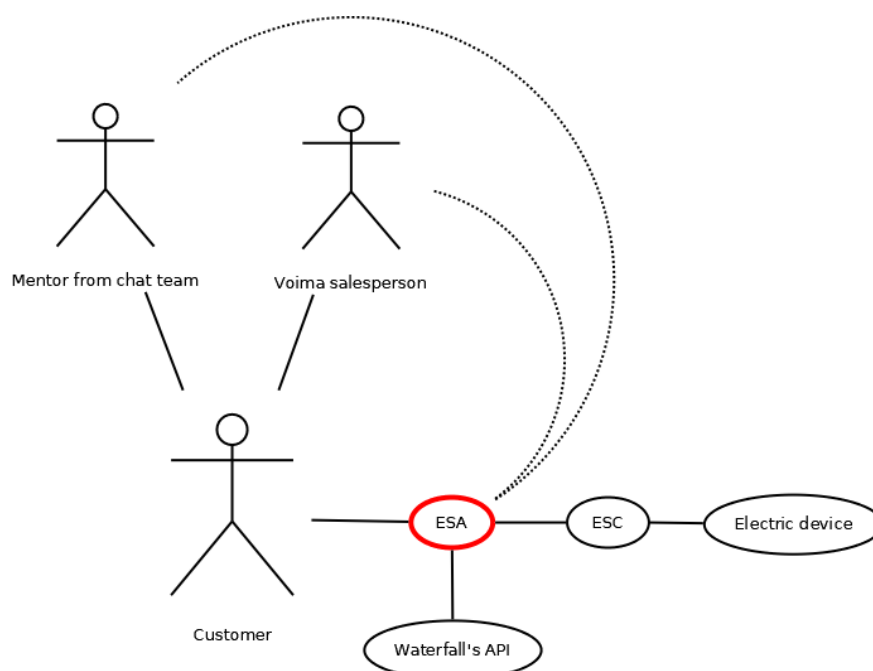 Mentor from chat team
Voima salesperson
ESA
ESC
Electric device
Customer
Waterfall's API